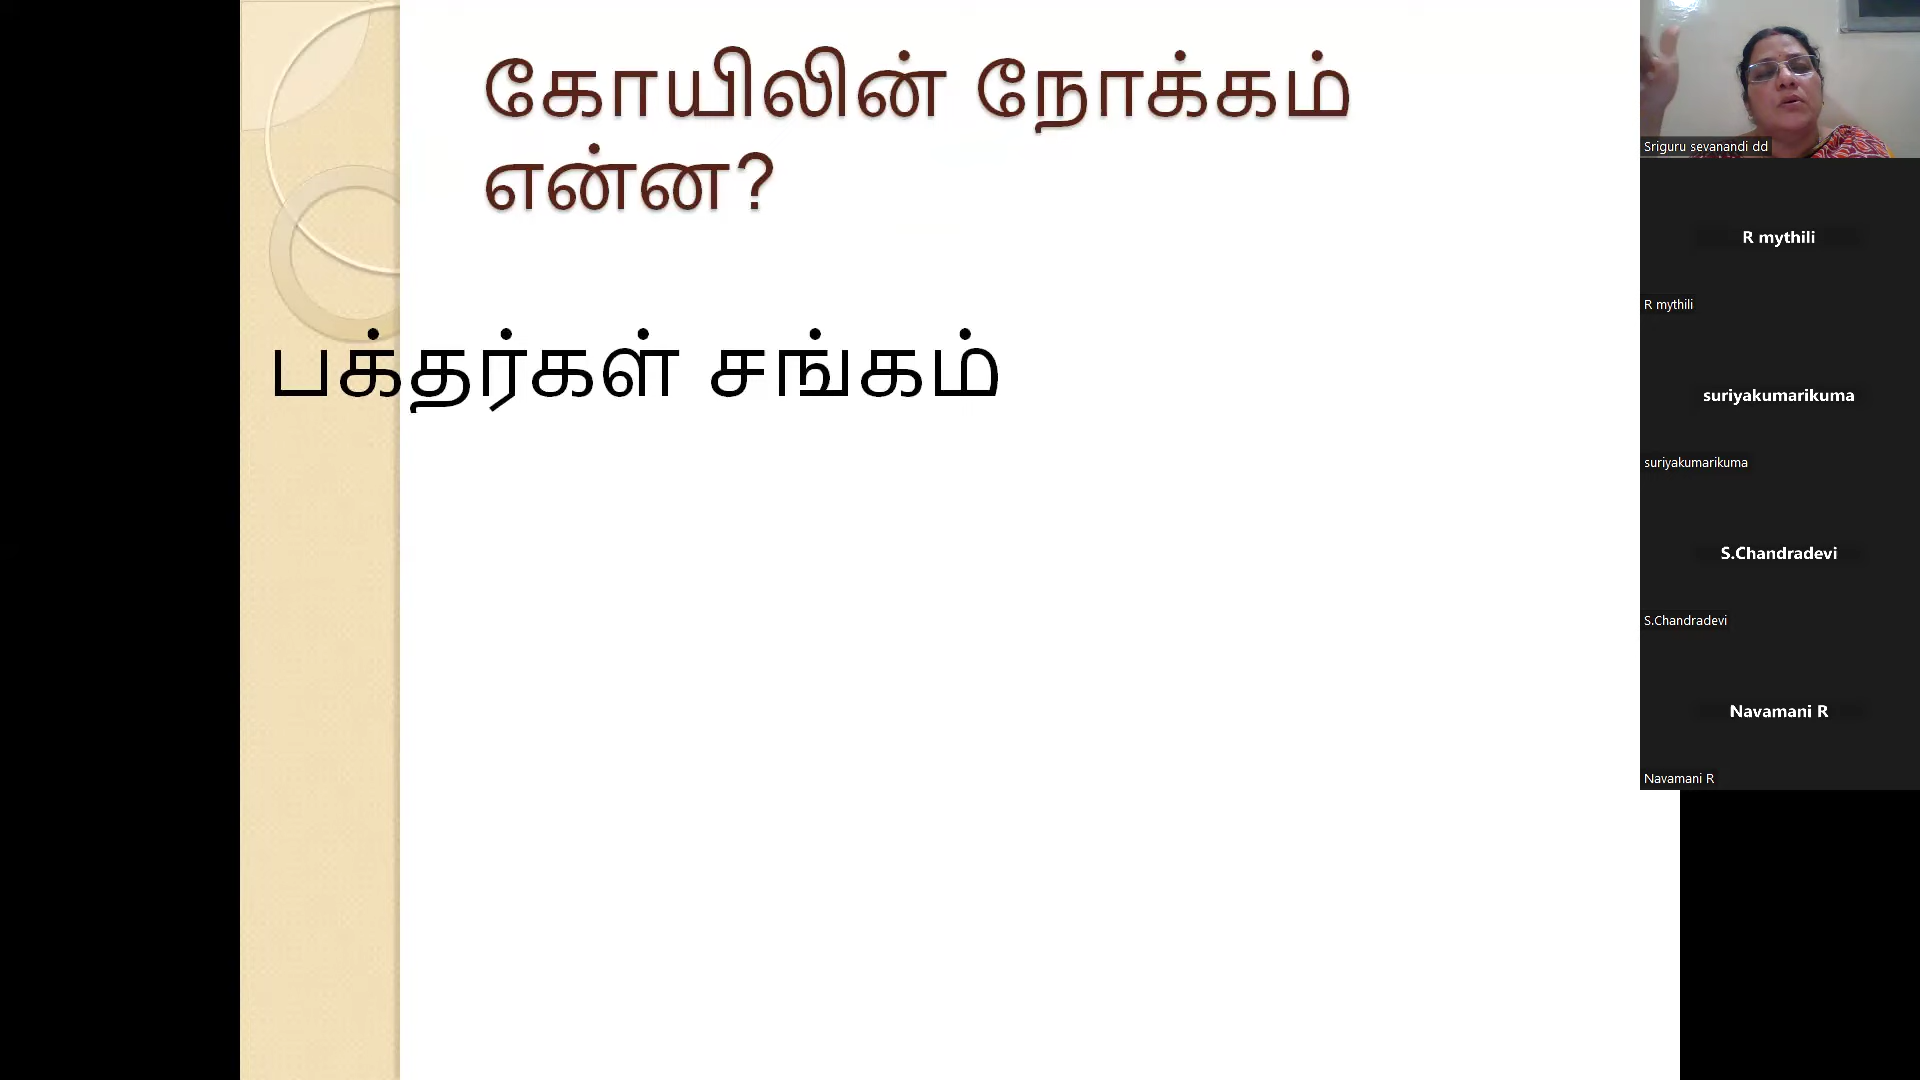 கோயிலின் நோக்கம்
என்ன?
பக்தர்கள் சங்கம்
Sriguru sevanandi dd
R mythili
R mythili
suriyakumarikuma
suriyakumarikuma
S.Chandradevi
S.Chandradevi
Navamani R
Navamani R